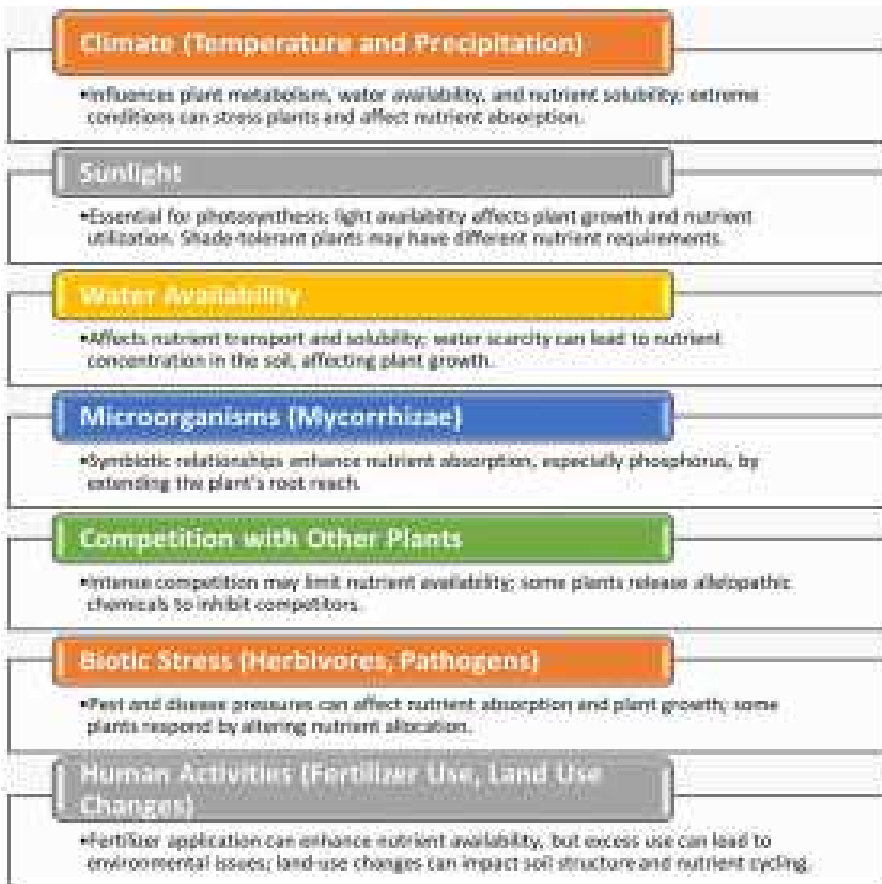 Climate (Temperature and Precipitation)
•Influences plant metabolism, water availability, and nutrient solubility; extreme
conditions can stress plants and affect nutrient absorption.
Sunlight
•Essential for photosynthesis; light availability affects plant growth and nutrient
utilization. Shade-tolerant plants may have different nutrient requirements.
Water Availability
•Affects nutrient transport and solubility; water scarcity can lead to nutrient
concentration in the soil, affecting plant growth.
Microorganisms (Mycorrhizae)
•Symbiotic relationships enhance nutrient absorption, especially phosphorus, by
extending the plant's root reach.
Competition with Other Plants
•Intense competition may limit nutrient availability; some plants release allelopathic
chemicals to inhibit competitors.
Biotic Stress (Herbivores, Pathogens)
•Pest and disease pressures can affect nutrient absorption and plant growth; some
plants respond by altering nutrient allocation.
Human Activities (Fertilizer Use, Land Use
Changes)
•Fertilizer application can enhance nutrient availability, but excess use can lead to
environmental issues; land-use changes can impact soil structure and nutrient cycling.